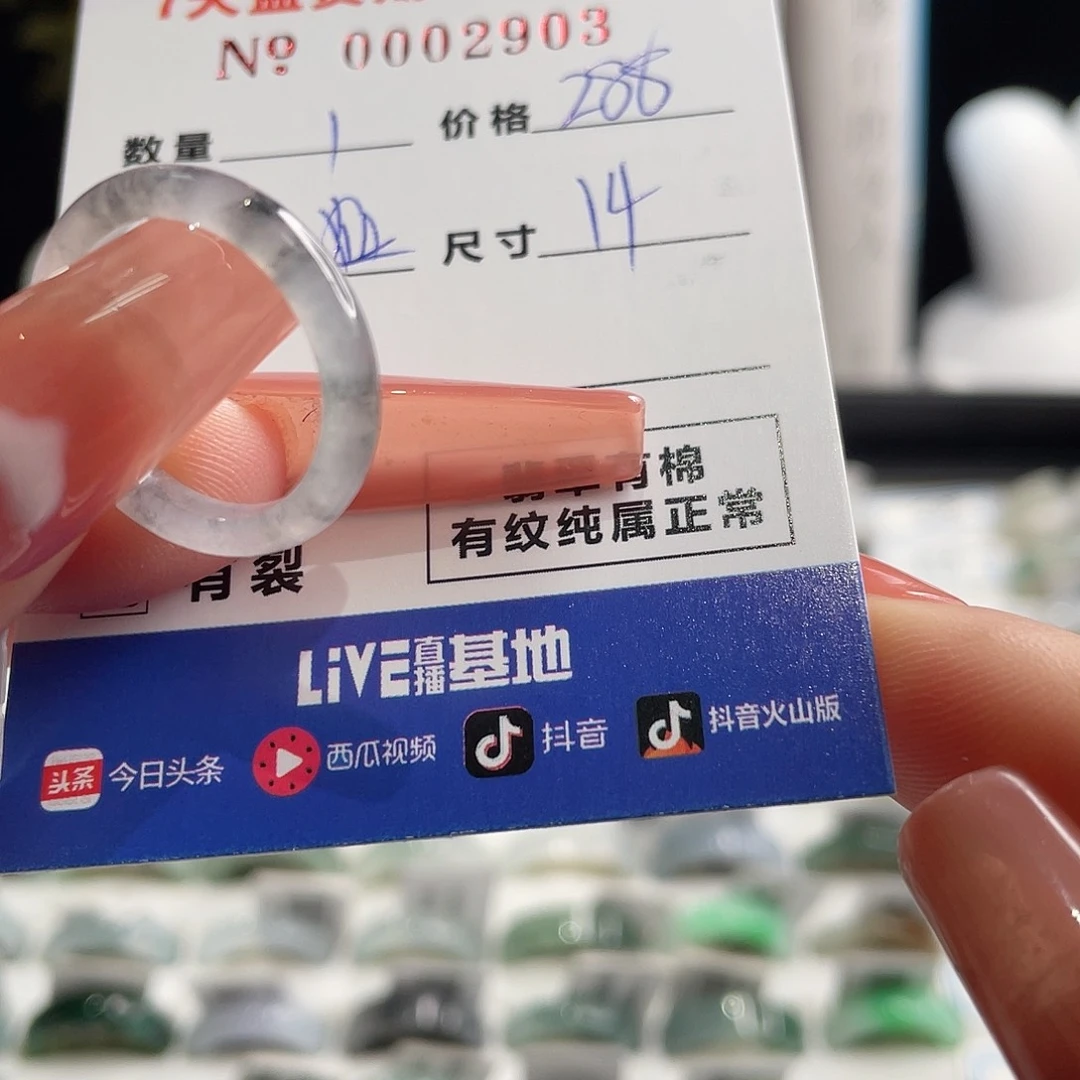 № 0002903
数量 1 价格 288
尺寸 14
有棉
有纹纯属正常
有裂
LiVE直播基地
头条 今日头条 西瓜视频 抖音 抖音火山版